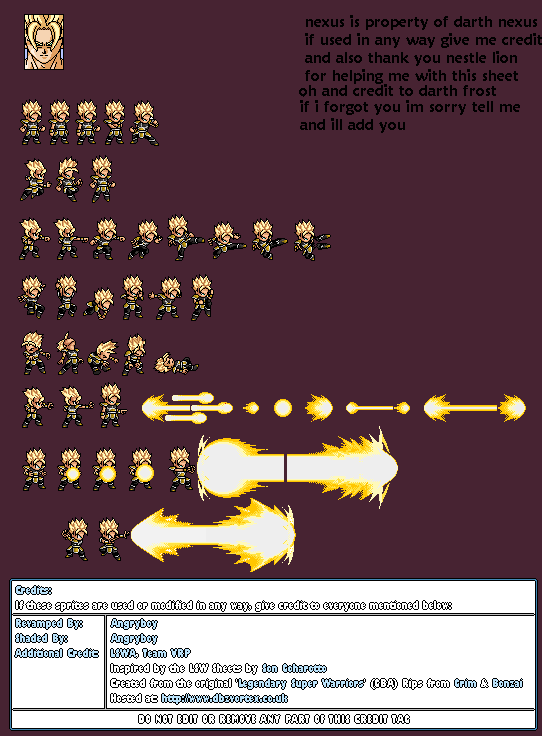 nexus is property of darth nexus
if used in any way give me credit
and also thank you nestle lion
for helping me with this sheet
oh and credit to darth frost
if i forgot you im sorry tell me
and ill add you
Credits:
If these sprites are used or modified in any way, give credit to everyone mentioned below:
Revamped By: Angryboy
Shaded By: Angryboy
Additional Credit: LSWA, Team VRP
Inspired by the LSW Sheets by Son Goharotto
Created from the original 'Legendary Super Warriors' (GBA) Rips from Grim & Bonzai
Hosted at: http://www.dbzvortex.co.uk
DO NOT EDIT OR REMOVE ANY PART OF THIS CREDIT TAG